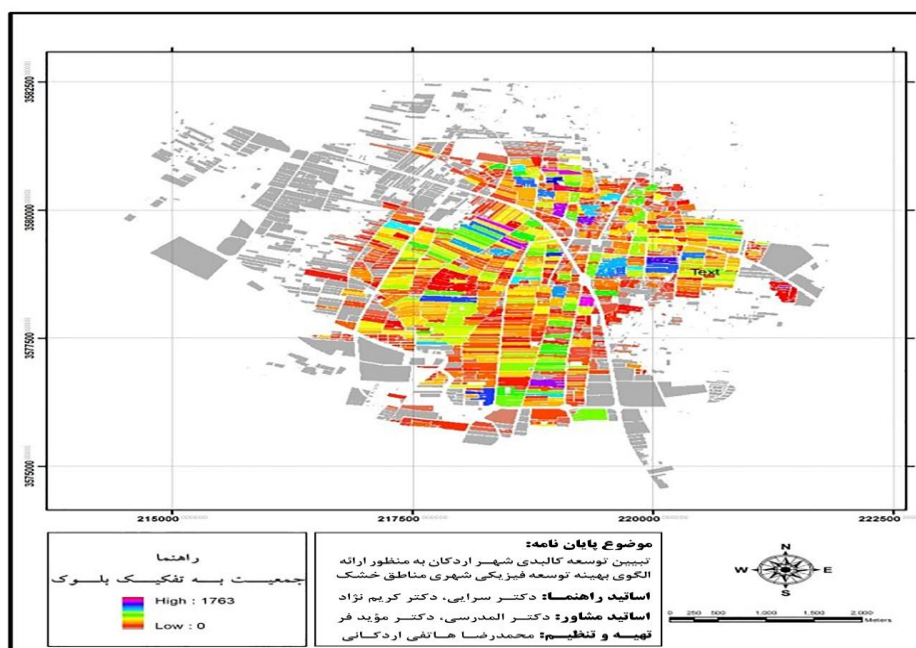 3582500
3580000
3577500
3575000
Text
215000
217500
220000
222500
راهنما
جمعیت به تفکیک بلوک
High : 1763
Low : 0
موضوع پایان نامه:
تبیین توسعه کالبدی شهر اردکان به منظور ارائه
الگوی بهینه توسعه فیزیکی شهری مناطق خشک
اساتید راهنما: دکتر سرایی، دکتر کریم نژاد
اساتید مشاور: دکتر المدرسی، دکتر مؤید فر
تهیه و تنظیم: محمدرضا هاتفی اردکانی
N
W E
S
0 250 500 1,000 1,500 2,000
Meters